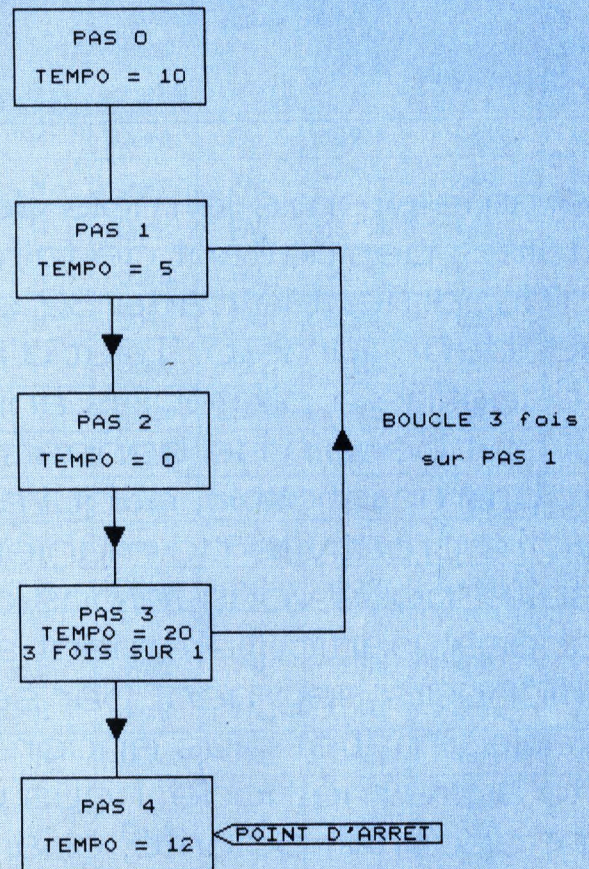 PAS 0
TEMPO = 10
PAS 1
TEMPO = 5
PAS 2
TEMPO = 0
BOUCLE 3 fois
sur PAS 1
PAS 3
TEMPO = 20
3 FOIS SUR 1
PAS 4
TEMPO = 12
POINT D'ARRET